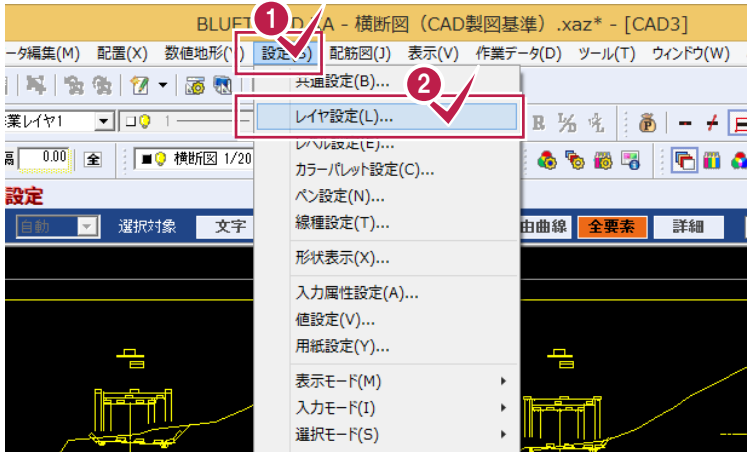 BLUET
A - 横断図（CAD製図基準）.xaz* - [CAD3]
ータ編集(M) 配置(X) 数値地形(Y) 設定(S) 配筋図(J) 表示(V) 作業データ(D) ツール(T) ウィンドウ(W)
1
2
共通設定(B)...
業レイヤ1
1
レイヤ設定(L)...
レベル設定(E)...
幅 0.00 全 横断図 1/20
カラーパレット設定(C)...
設定
ペン設定(N)...
自動 選択対象 文字
線種設定(T)...
由曲線 全要素 詳細
形状表示(X)...
入力属性設定(A)...
値設定(V)...
用紙設定(Y)...
表示モード(M)
入力モード(I)
選択モード(S)